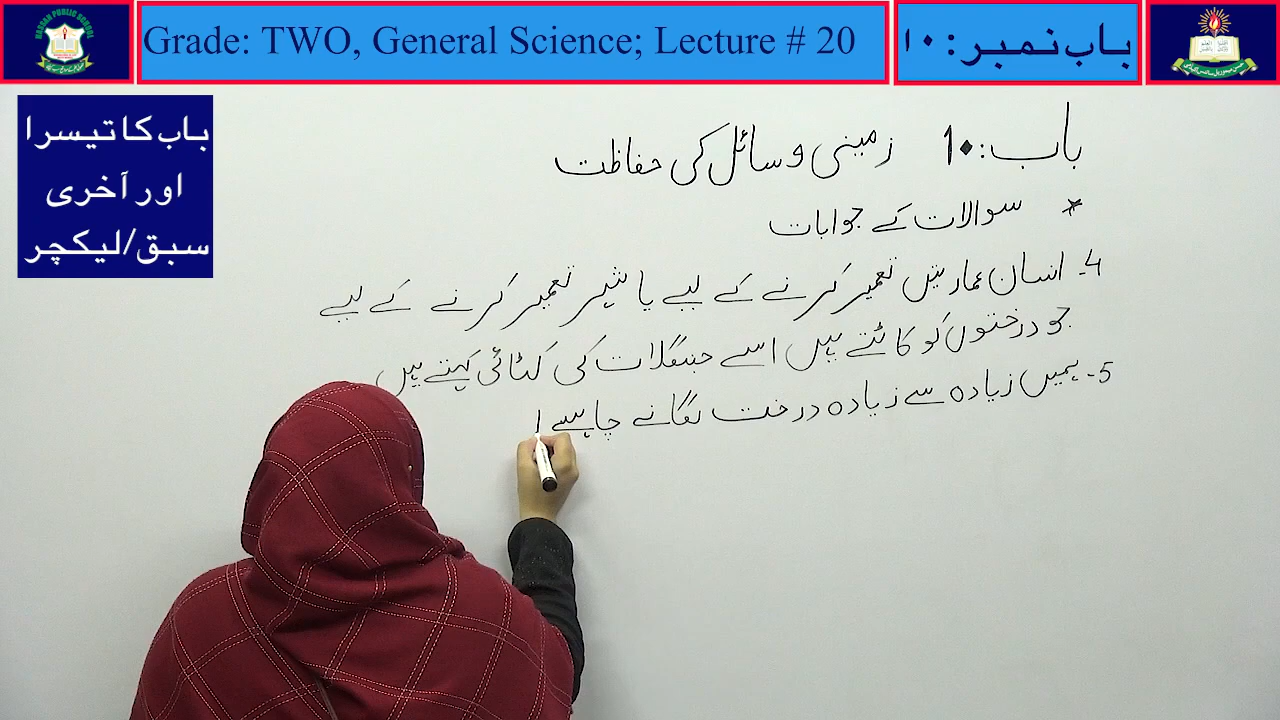 Grade: TWO, General Science; Lecture # 20
باب نمبر: ۱۰
باب کا تیسرا
اور آخری
سبق/لیکچر
باب: 10 زمینی وسائل کی حفاظت
* سوالات کے جوابات
4- انسان عمارتیں تعمیر کرنے کے لیے یا شہر تعمیر کرنے کے لیے
جو درختوں کو کاٹتے ہیں اسے جنگلات کی کٹائی کہتے ہیں
5- ہمیں زیادہ سے زیادہ درخت لگانے چاہیے ا